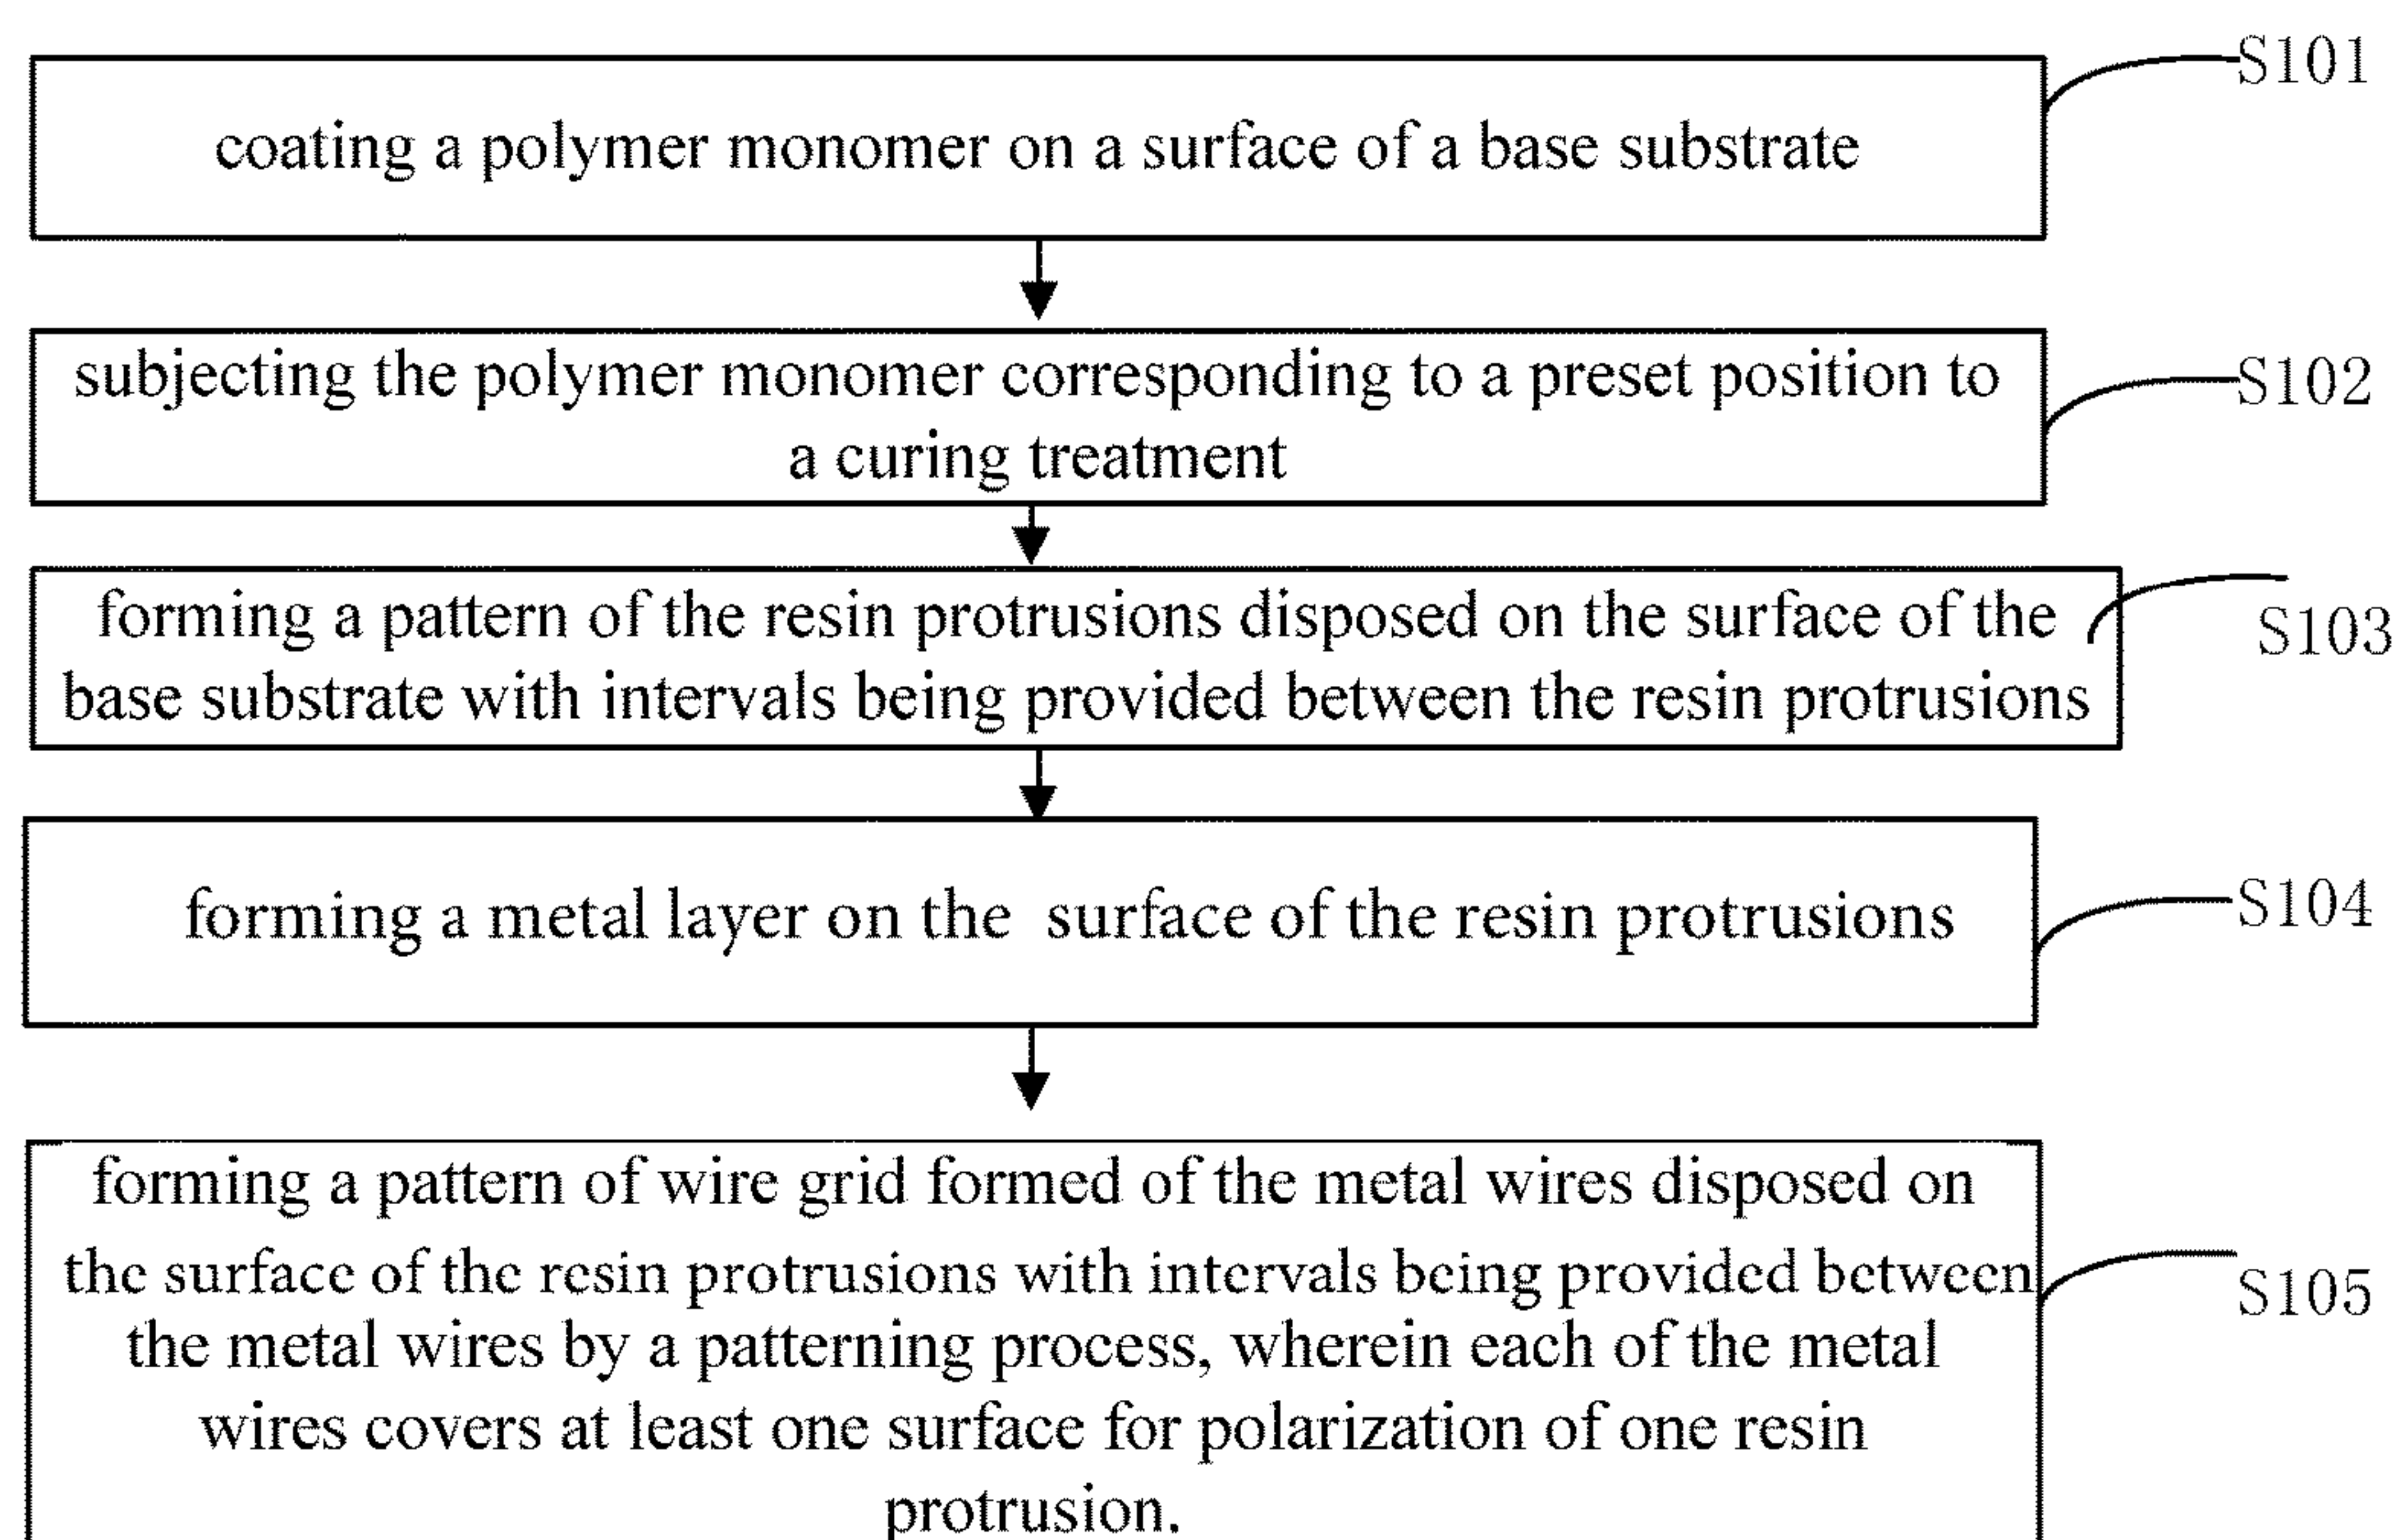 S101
coating a polymer monomer on a surface of a base substrate
subjecting the polymer monomer corresponding to a preset position to
S102
a curing treatment
forming a pattern of the resin protrusions disposed on the surface of the
S103
base substrate with intervals being provided between the resin protrusions
forming a metal layer on the surface of the resin protrusions
S104
forming a pattern of wire grid formed of the metal wires disposed on
the surface of the resin protrusions with intervals being provided between
S105
the metal wires by a patterning process, wherein each of the metal
wires covers at least one surface for polarization of one resin
protrusion.